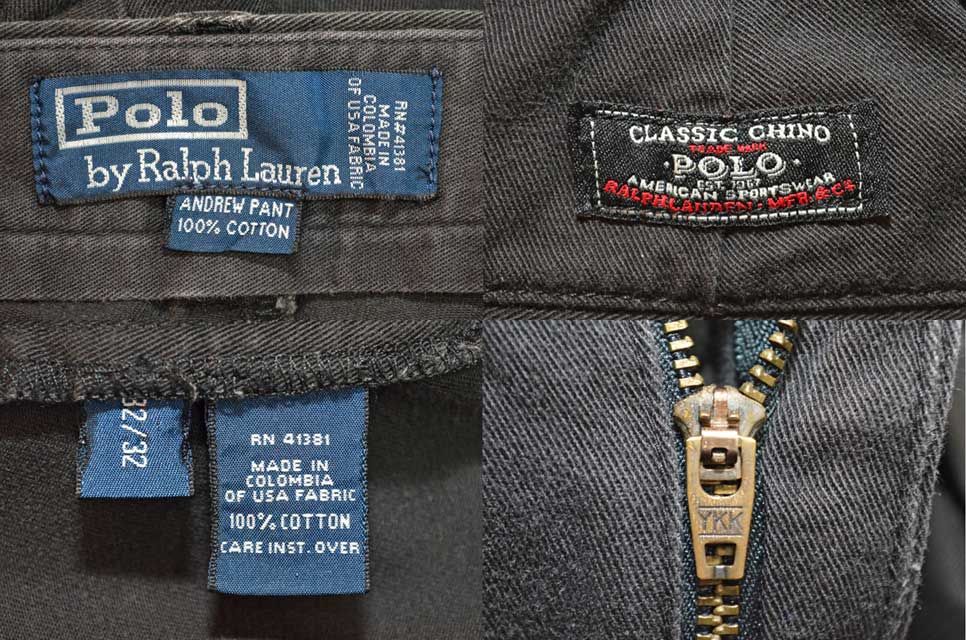 Polo
by Ralph Lauren
RN#41381
MADE IN
COLOMBIA
OF USA FABRIC
ANDREW PANT
100% COTTON
CLASSIC CHINO
TRADE MARK
·POLO·
EST. 1967
AMERICAN SPORTSWEAR
RALPH LAUREN · MFR. & Co
32/32
RN 41381
MADE IN
COLOMBIA
OF USA FABRIC
100% COTTON
CARE INST. OVER
YKK